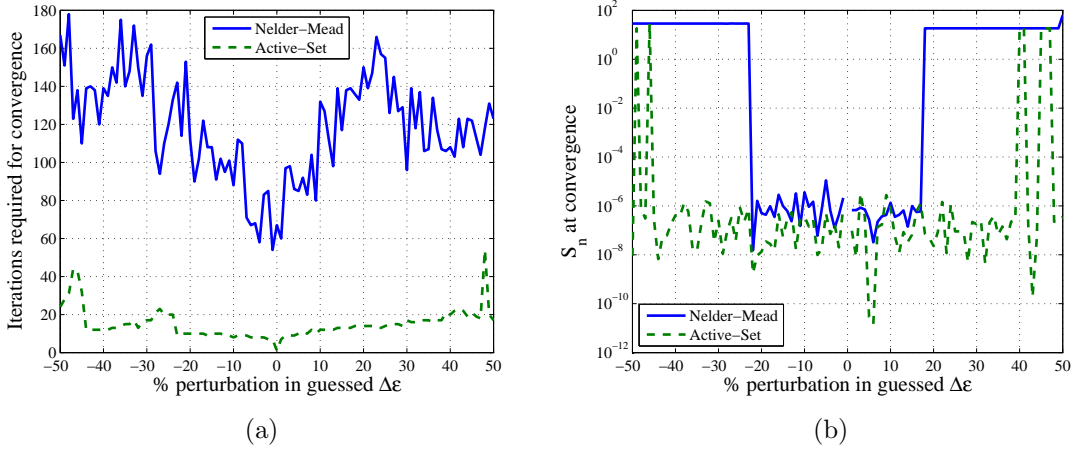 180
160
140
120
100
80
60
40
20
0
Iterations required for convergence
Nelder−Mead
Active−Set
−50 −40 −30 −20 −10 0 10 20 30 40 50
% perturbation in guessed Δε
(a)
10^2
10^0
10^−2
10^−4
10^−6
10^−8
10^−10
10^−12
S_n at convergence
Nelder−Mead
Active−Set
−50 −40 −30 −20 −10 0 10 20 30 40 50
% perturbation in guessed Δε
(b)